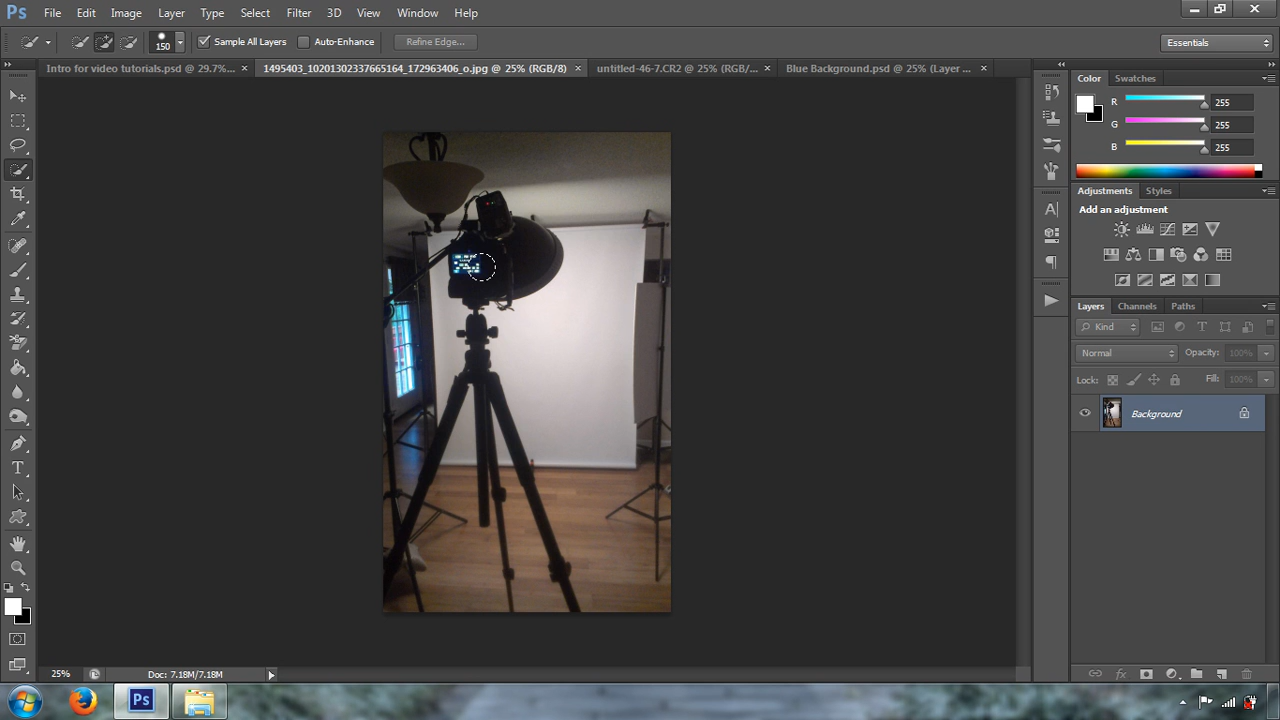 Ps File Edit Image Layer Type Select Filter 3D View Window Help
150 Sample All Layers Auto-Enhance Refine Edge... Essentials
Intro for video tutorials.psd @ 29.7%... × 1495403_10201302337665164_172963406_o.jpg @ 25% (RGB/8) × untitled-46-7.CR2 @ 25% (RGB/... × Blue Background.psd @ 25% (Layer ... ×
Color Swatches
R 255
G 255
B 255
Adjustments Styles
Add an adjustment
Layers Channels Paths
Kind
Normal Opacity: 100%
Lock: Fill: 100%
Background
25% Doc: 7.18M/7.18M
Ps